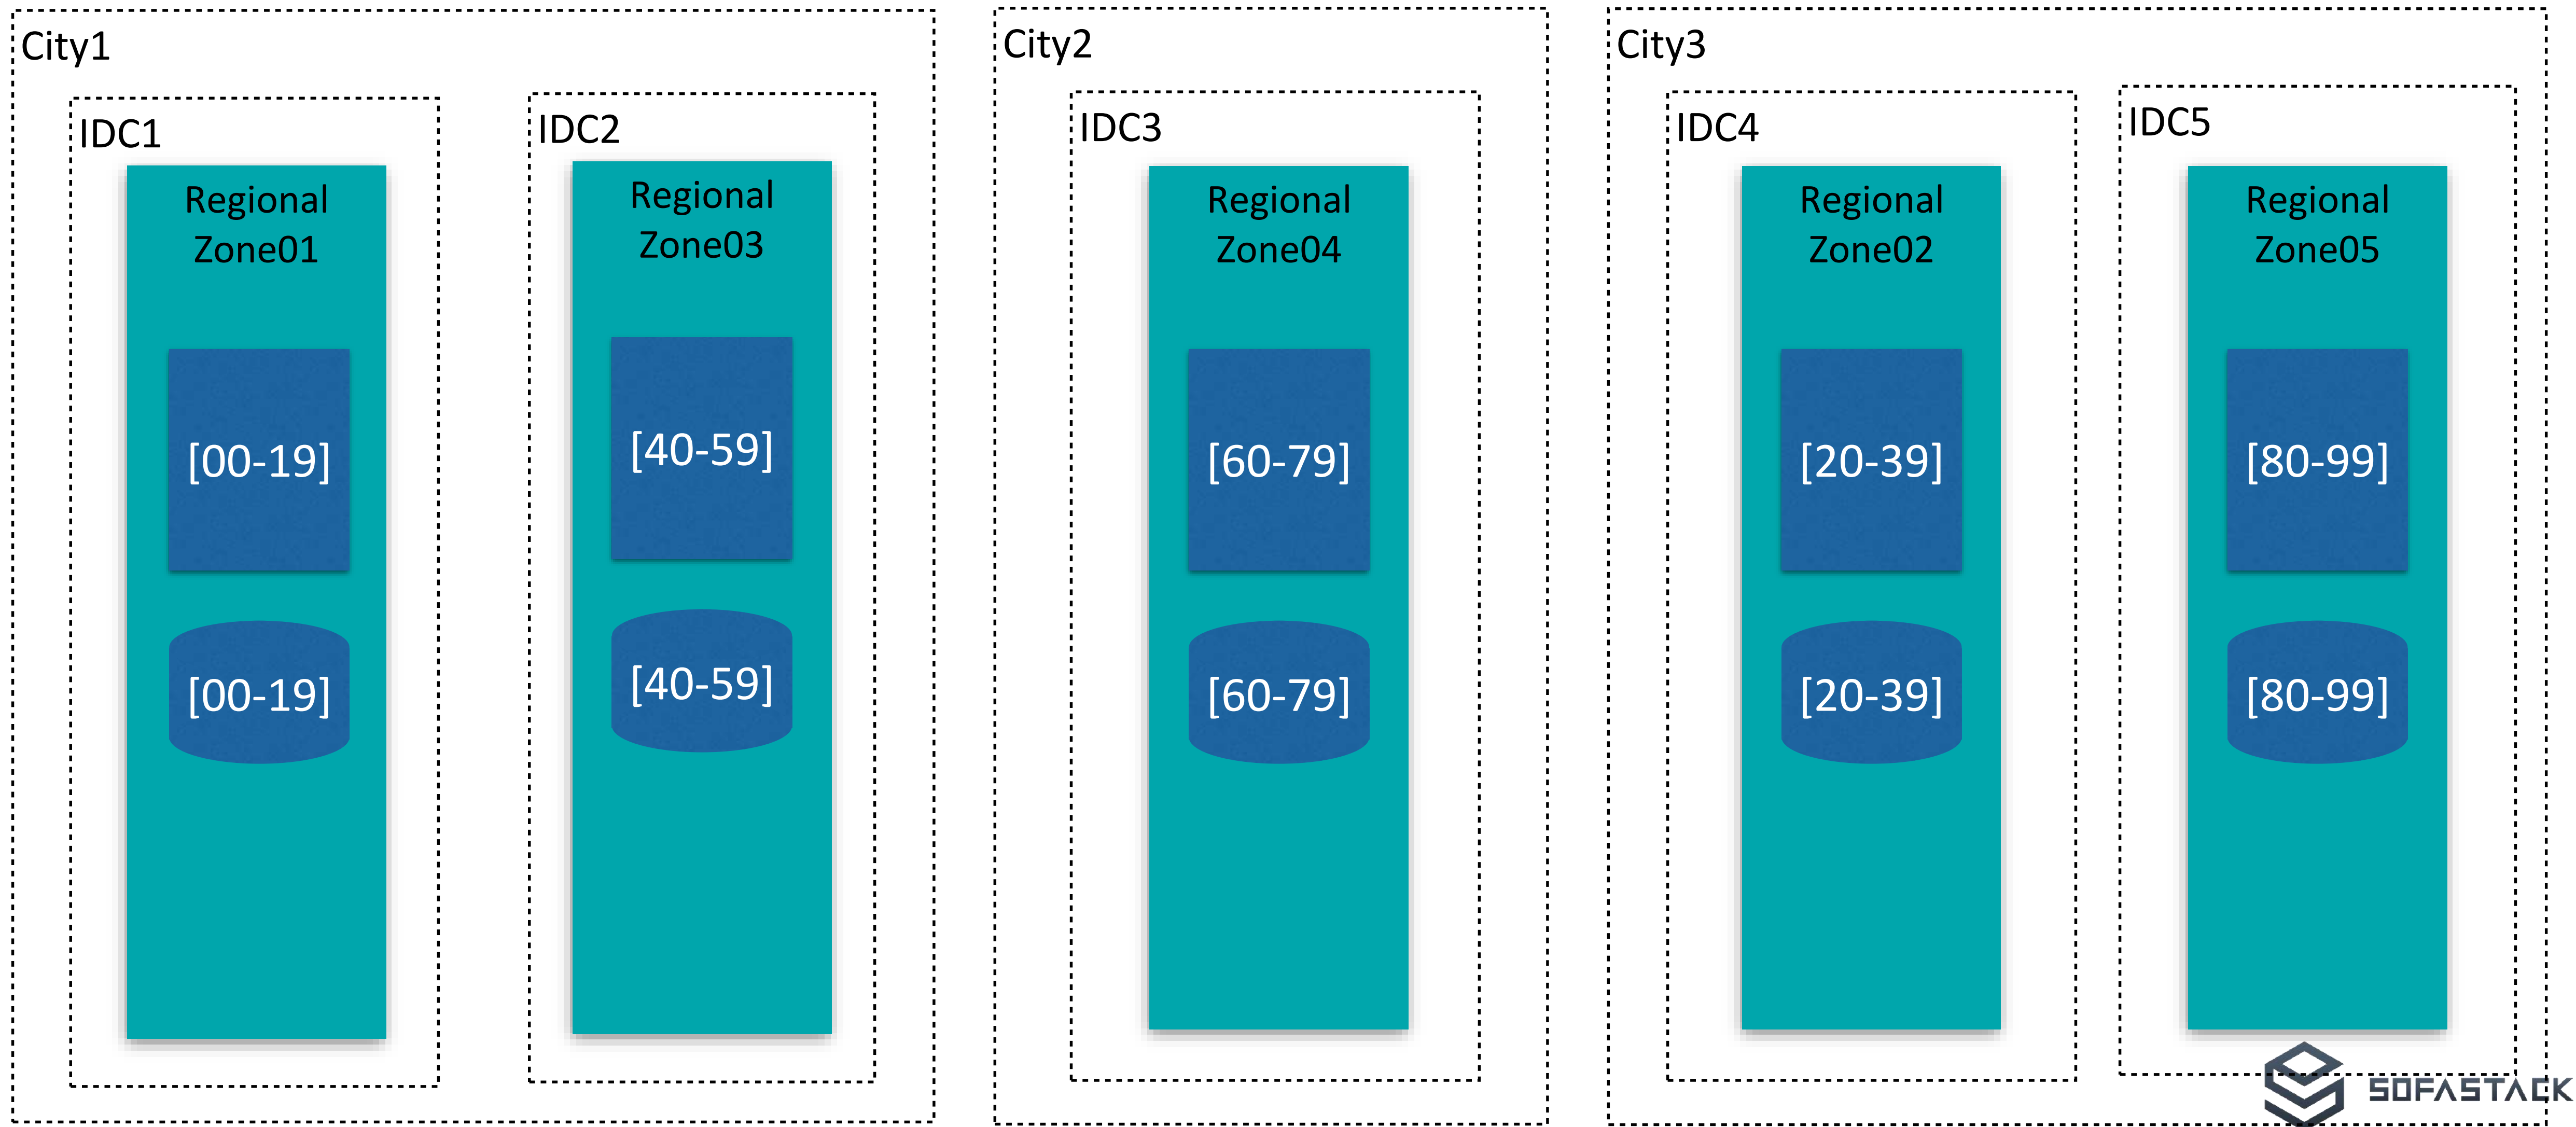 City1
IDC1
Regional
Zone01
[00-19]
[00-19]
IDC2
Regional
Zone03
[40-59]
[40-59]
City2
IDC3
Regional
Zone04
[60-79]
[60-79]
City3
IDC4
Regional
Zone02
[20-39]
[20-39]
IDC5
Regional
Zone05
[80-99]
[80-99]
SOFASTACK